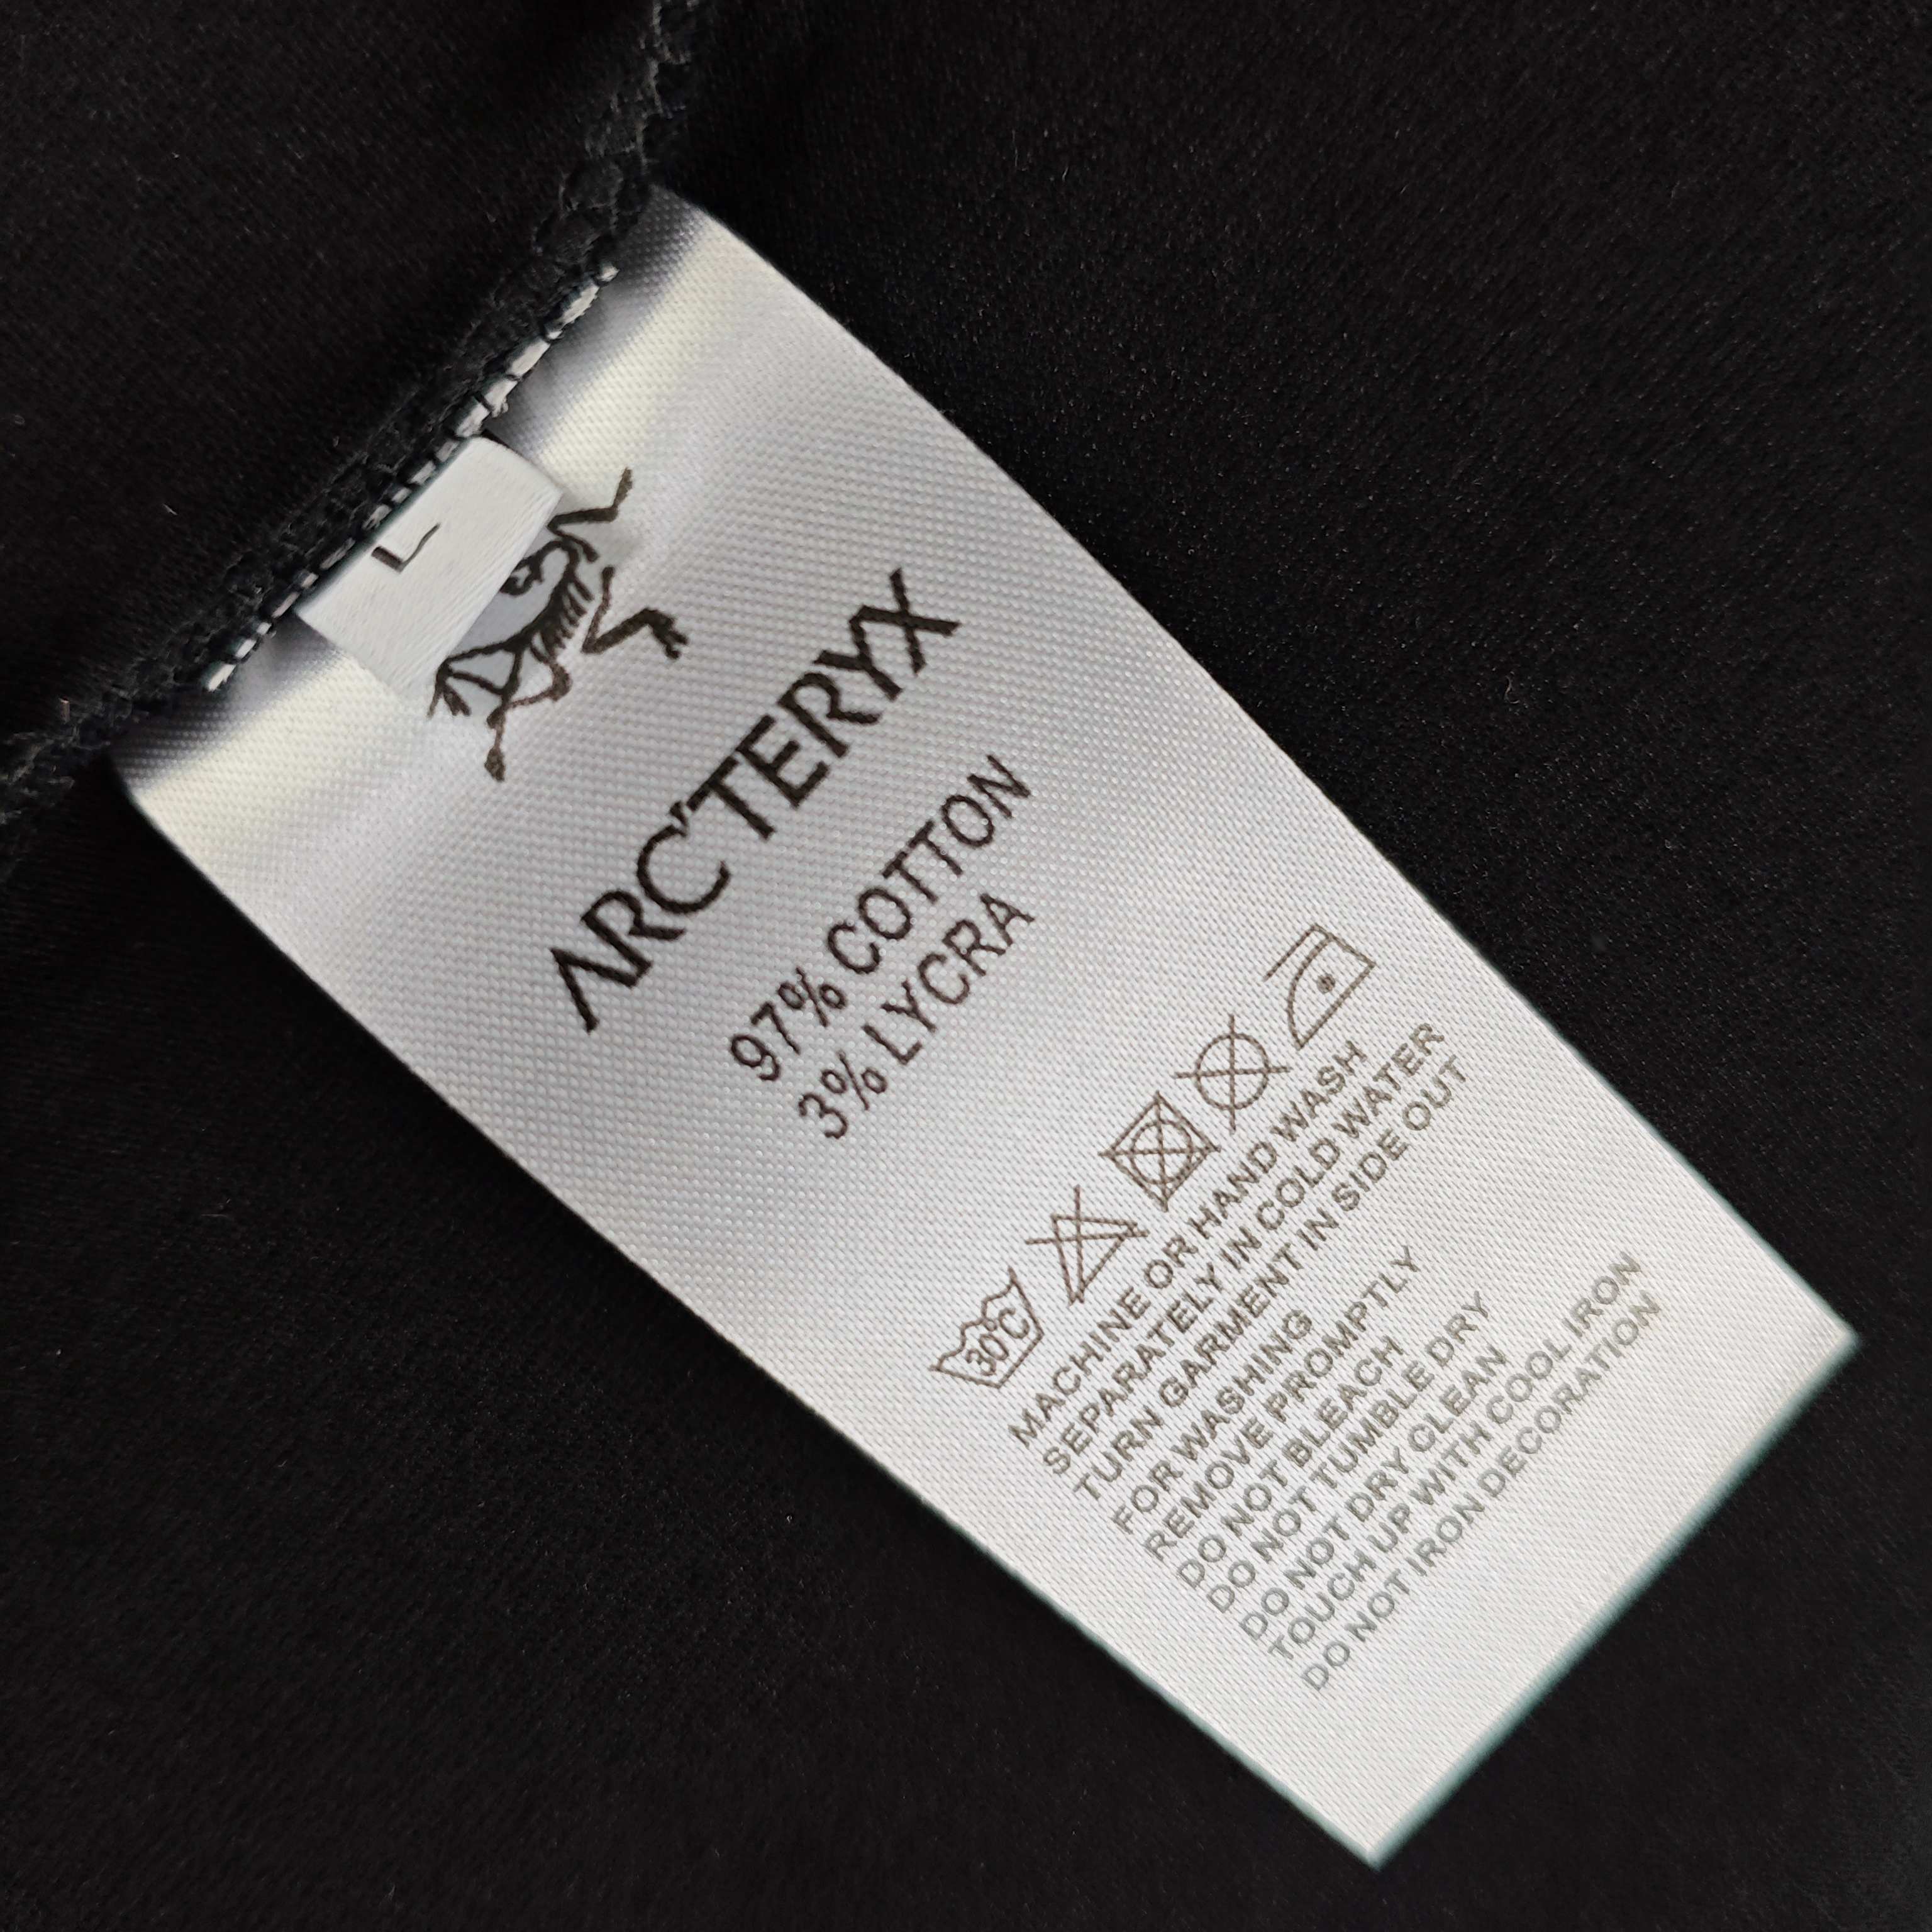 L
ARC'TERYX
97% COTTON
3% LYCRA
30°C
MACHINE OR HAND WASH
SEPARATELY IN COLD WATER
TURN GARMENT IN SIDE OUT
FOR WASHING
REMOVE PROMPTLY
DO NOT BLEACH
DO NOT TUMBLE DRY
DO NOT DRY CLEAN
TOUCH UP WITH COOL IRON
DO NOT IRON DECORATION